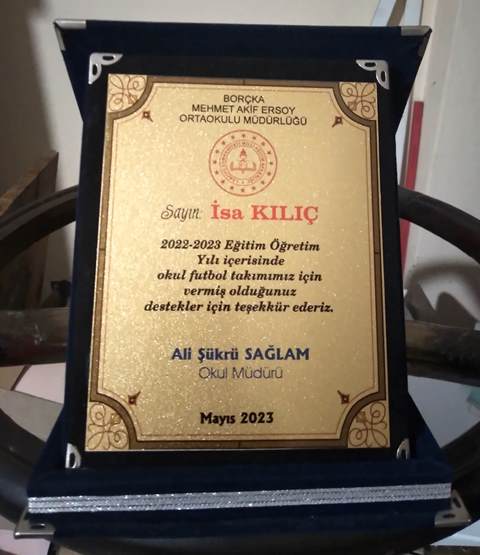 BORÇKA
MEHMET AKİF ERSOY
ORTAOKULU MÜDÜRLÜĞÜ
Sayın: İsa KILIÇ
2022-2023 Eğitim Öğretim
Yılı içerisinde
okul futbol takımımız için
vermiş olduğunuz
destekler için teşekkür ederiz.
Ali Şükrü SAĞLAM
Okul Müdürü
Mayıs 2023